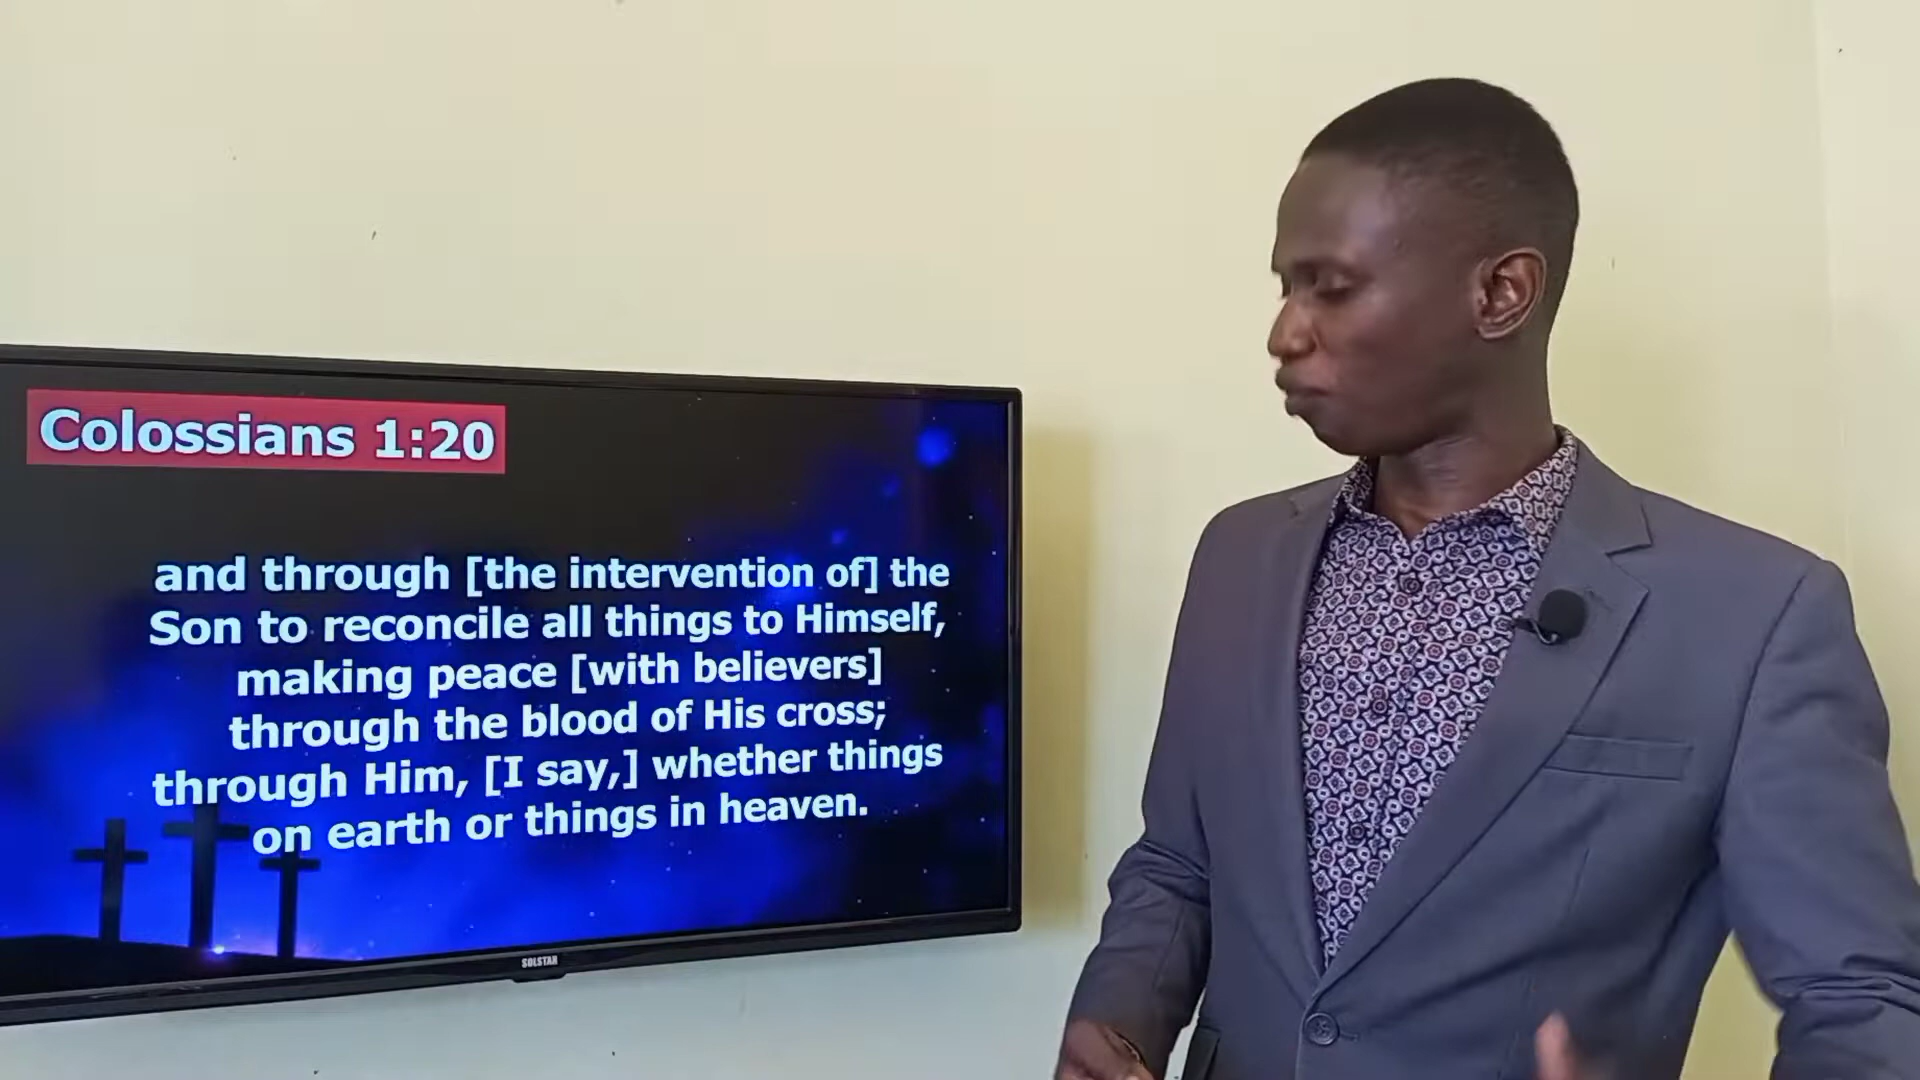 Colossians 1:20
and through [the intervention of] the
Son to reconcile all things to Himself,
making peace [with believers]
through the blood of His cross;
through Him, [I say,] whether things
on earth or things in heaven.
SOLSTAR